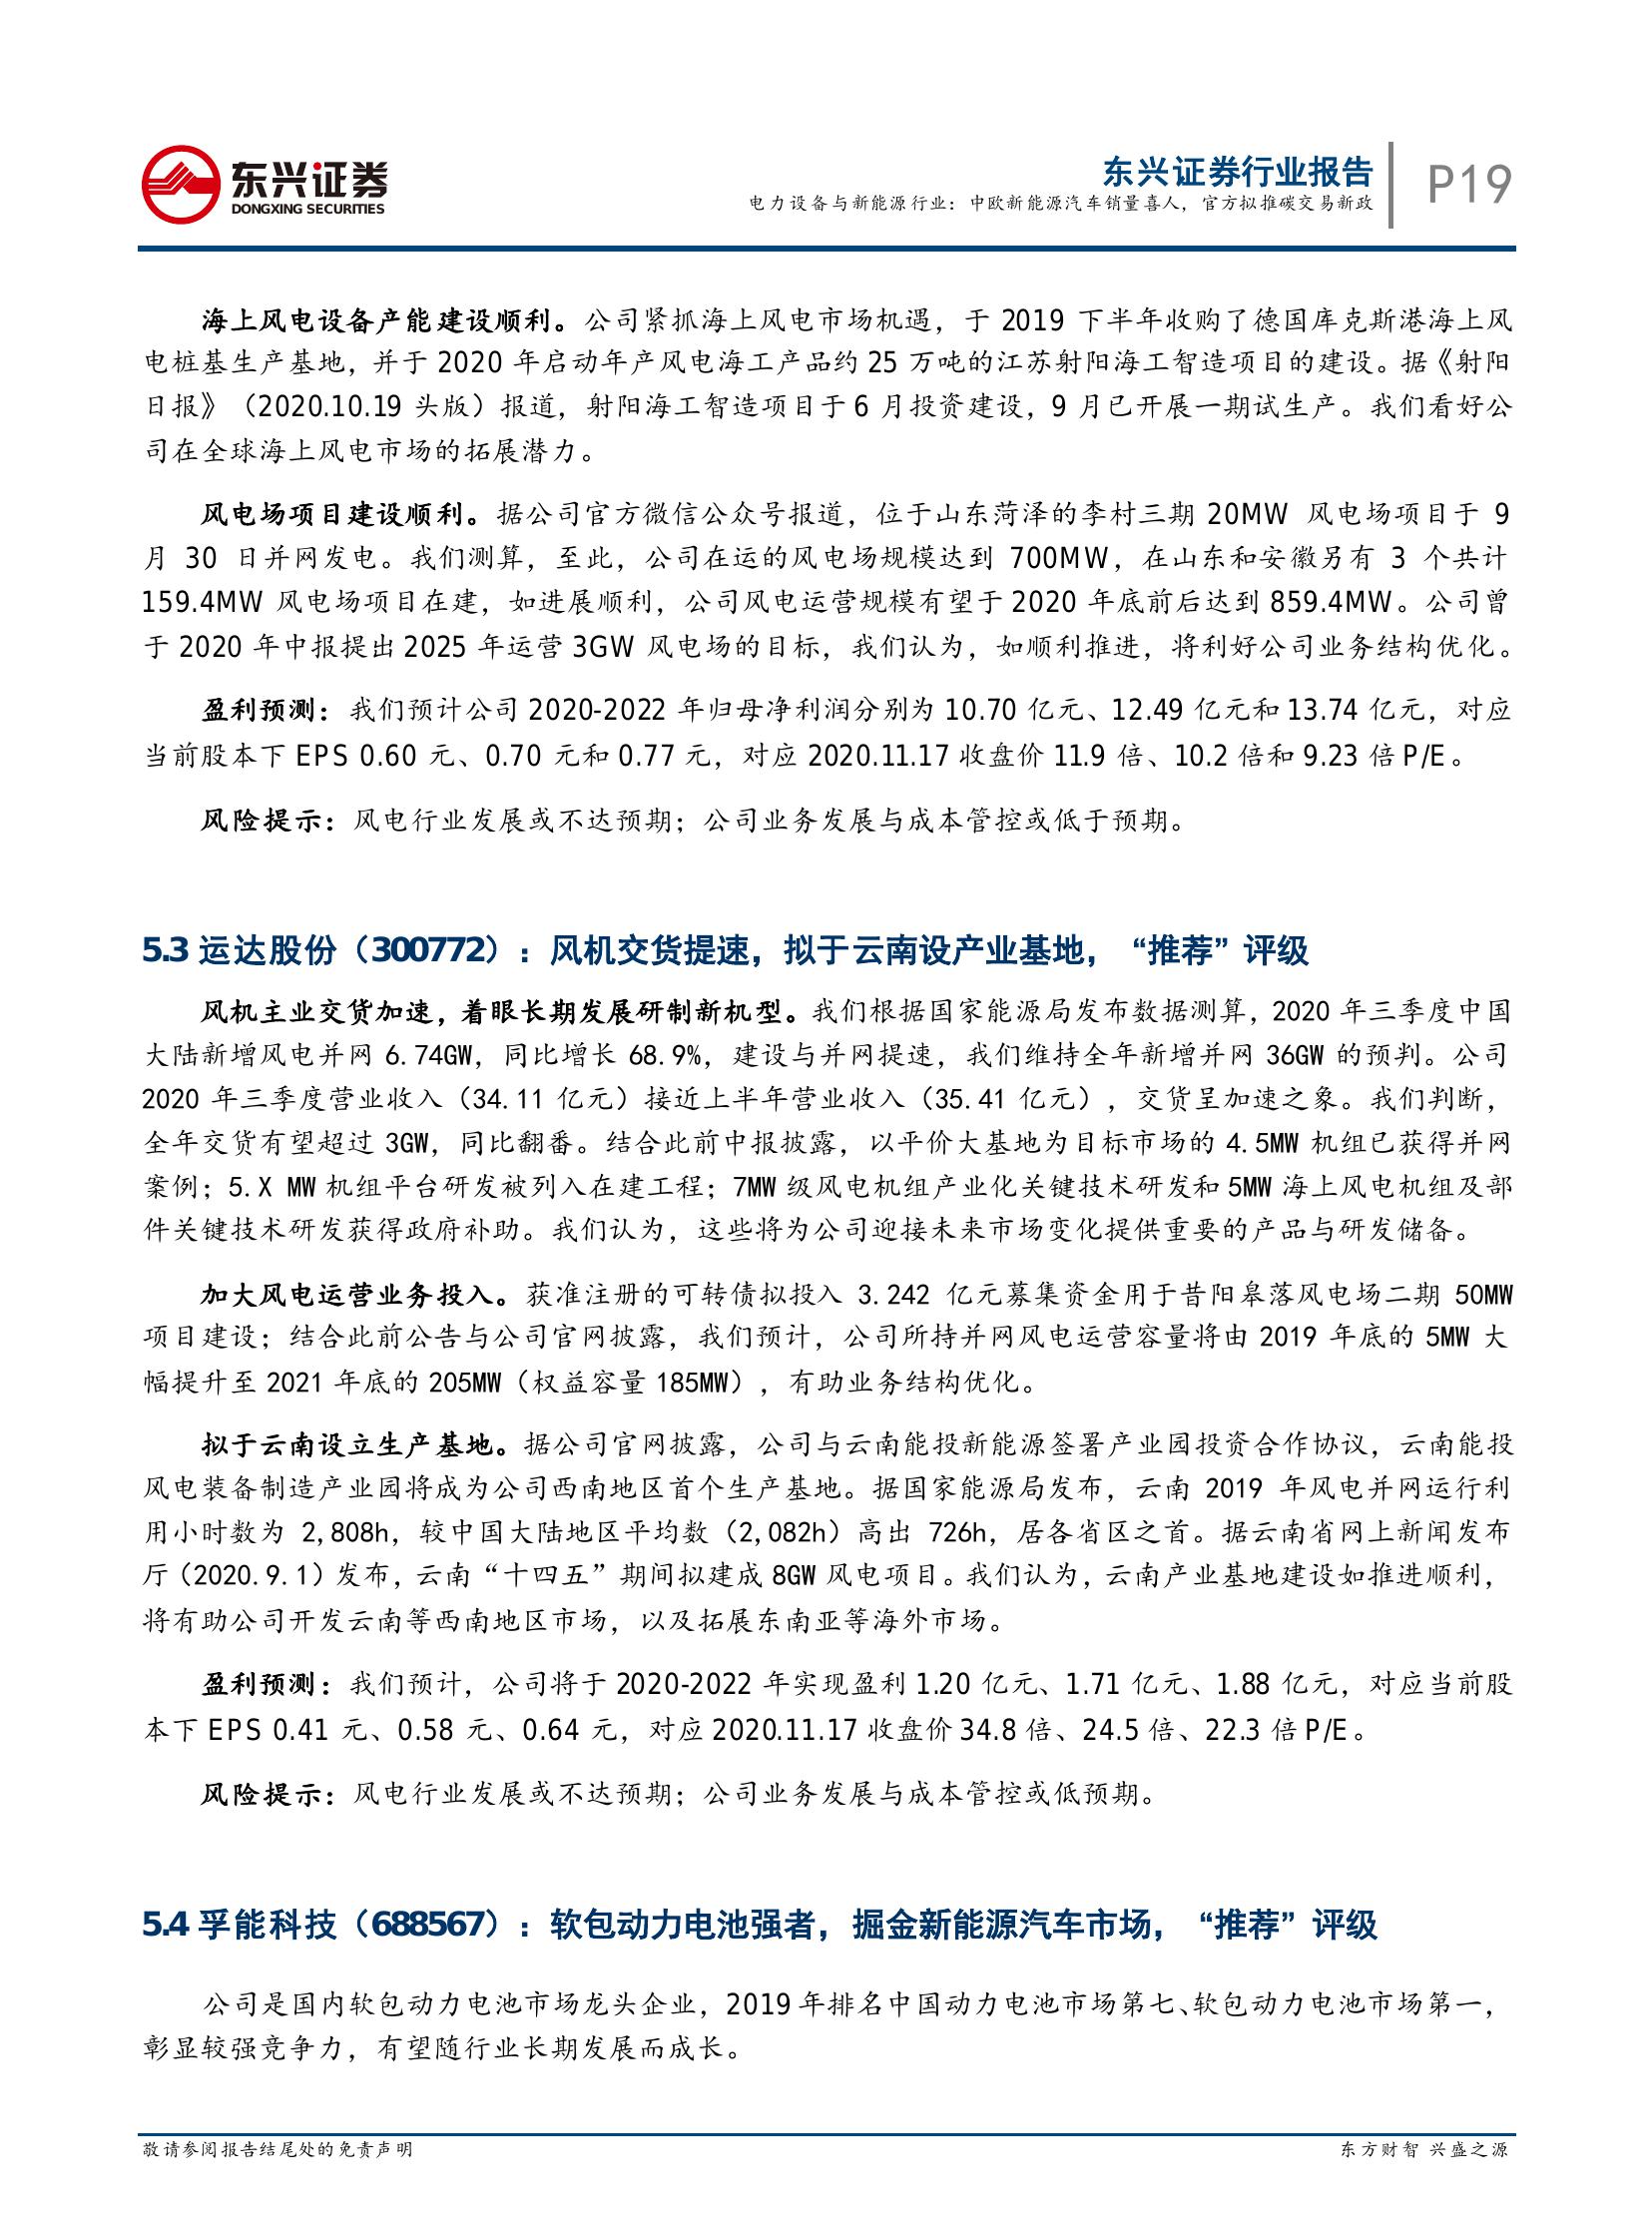 东兴证券
DONGXING SECURITIES
东兴证券行业报告
电力设备与新能源行业：中欧新能源汽车销量喜人，官方拟推碳交易新政
P19
海上风电设备产能建设顺利。公司紧抓海上风电市场机遇，于 2019 下半年收购了德国库克斯港海上风
电桩基生产基地，并于 2020 年启动年产风电海工产品约 25 万吨的江苏射阳海工智造项目的建设。据《射阳
日报》（2020.10.19 头版）报道，射阳海工智造项目于 6 月投资建设，9 月已开展一期试生产。我们看好公
司在全球海上风电市场的拓展潜力。
风电场项目建设顺利。据公司官方微信公众号报道，位于山东菏泽的李村三期 20MW 风电场项目于 9
月 30 日并网发电。我们测算，至此，公司在运的风电场规模达到 700MW，在山东和安徽另有 3 个共计
159.4MW 风电场项目在建，如进展顺利，公司风电运营规模有望于 2020 年底前后达到 859.4MW。公司曾
于 2020 年中报提出 2025 年运营 3GW 风电场的目标，我们认为，如顺利推进，将利好公司业务结构优化。
盈利预测：我们预计公司 2020-2022 年归母净利润分别为 10.70 亿元、12.49 亿元和 13.74 亿元，对应
当前股本下 EPS 0.60 元、0.70 元和 0.77 元，对应 2020.11.17 收盘价 11.9 倍、10.2 倍和 9.23 倍 P/E。
风险提示：风电行业发展或不达预期；公司业务发展与成本管控或低于预期。
5.3 运达股份（300772）：风机交货提速，拟于云南设产业基地，“推荐”评级
风机主业交货加速，着眼长期发展研制新机型。我们根据国家能源局发布数据测算，2020 年三季度中国
大陆新增风电并网 6.74GW，同比增长 68.9%，建设与并网提速，我们维持全年新增并网 36GW 的预判。公司
2020 年三季度营业收入（34.11 亿元）接近上半年营业收入（35.41 亿元），交货呈加速之象。我们判断，
全年交货有望超过 3GW，同比翻番。结合此前中报披露，以平价大基地为目标市场的 4.5MW 机组已获得并网
案例；5.X MW 机组平台研发被列入在建工程；7MW 级风电机组产业化关键技术研发和 5MW 海上风电机组及部
件关键技术研发获得政府补助。我们认为，这些将为公司迎接未来市场变化提供重要的产品与研发储备。
加大风电运营业务投入。获准注册的可转债拟投入 3.242 亿元募集资金用于昔阳皋落风电场二期 50MW
项目建设；结合此前公告与公司官网披露，我们预计，公司所持并网风电运营容量将由 2019 年底的 5MW 大
幅提升至 2021 年底的 205MW（权益容量 185MW），有助业务结构优化。
拟于云南设立生产基地。据公司官网披露，公司与云南能投新能源签署产业园投资合作协议，云南能投
风电装备制造产业园将成为公司西南地区首个生产基地。据国家能源局发布，云南 2019 年风电并网运行利
用小时数为 2,808h，较中国大陆地区平均数（2,082h）高出 726h，居各省区之首。据云南省网上新闻发布
厅（2020.9.1）发布，云南“十四五”期间拟建成 8GW 风电项目。我们认为，云南产业基地建设如推进顺利，
将有助公司开发云南等西南地区市场，以及拓展东南亚等海外市场。
盈利预测：我们预计，公司将于 2020-2022 年实现盈利 1.20 亿元、1.71 亿元、1.88 亿元，对应当前股
本下 EPS 0.41 元、0.58 元、0.64 元，对应 2020.11.17 收盘价 34.8 倍、24.5 倍、22.3 倍 P/E。
风险提示：风电行业发展或不达预期；公司业务发展与成本管控或低预期。
5.4 孚能科技（688567）：软包动力电池强者，掘金新能源汽车市场，“推荐”评级
公司是国内软包动力电池市场龙头企业，2019 年排名中国动力电池市场第七、软包动力电池市场第一，
彰显较强竞争力，有望随行业长期发展而成长。
敬请参阅报告结尾处的免责声明
东方财智 兴盛之源